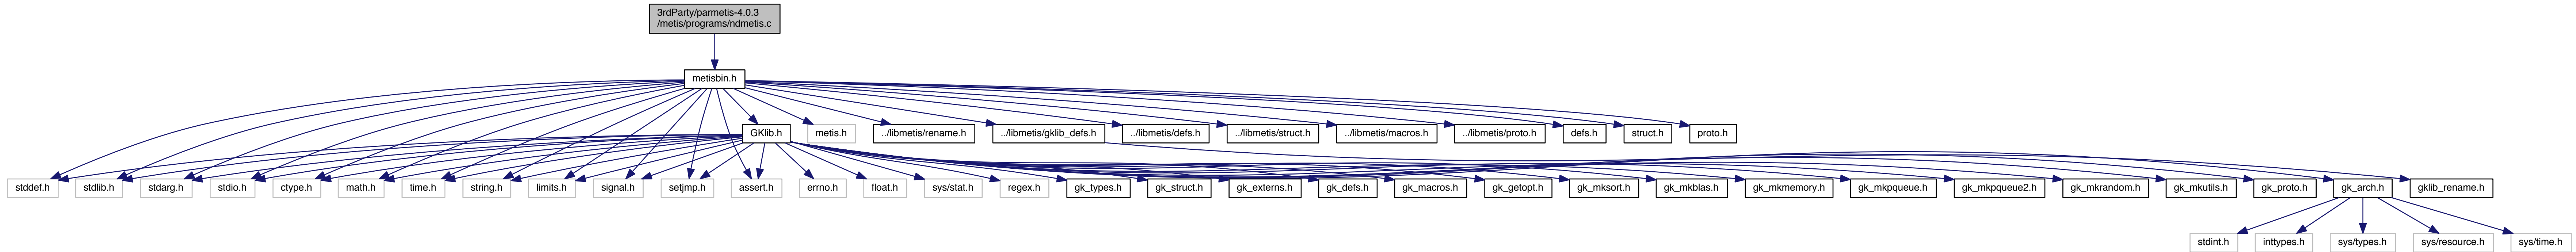 3rdParty/parmetis-4.0.3
/metis/programs/ndmetis.c
metisbin.h
GKlib.h
metis.h
../libmetis/rename.h
../libmetis/gklib_defs.h
../libmetis/defs.h
../libmetis/struct.h
../libmetis/macros.h
../libmetis/proto.h
defs.h
struct.h
proto.h
stddef.h
stdlib.h
stdarg.h
stdio.h
ctype.h
math.h
time.h
string.h
limits.h
signal.h
setjmp.h
assert.h
errno.h
float.h
sys/stat.h
regex.h
gk_types.h
gk_struct.h
gk_externs.h
gk_defs.h
gk_macros.h
gk_getopt.h
gk_mksort.h
gk_mkblas.h
gk_mkmemory.h
gk_mkpqueue.h
gk_mkpqueue2.h
gk_mkrandom.h
gk_mkutils.h
gk_proto.h
gk_arch.h
gklib_rename.h
stdint.h
inttypes.h
sys/types.h
sys/resource.h
sys/time.h